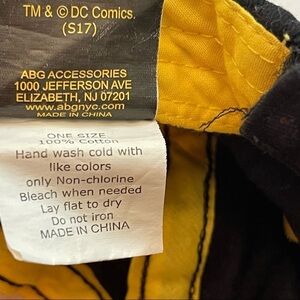 TM & © DC Comics.
(S17)
ABG ACCESSORIES
1000 JEFFERSON AVE
ELIZABETH, NJ 07201
www.abgnyc.com
MADE IN CHINA
ONE SIZE
100% Cotton
Hand wash cold with
like colors
only Non-chlorine
Bleach when needed
Lay flat to dry
Do not iron
MADE IN CHINA